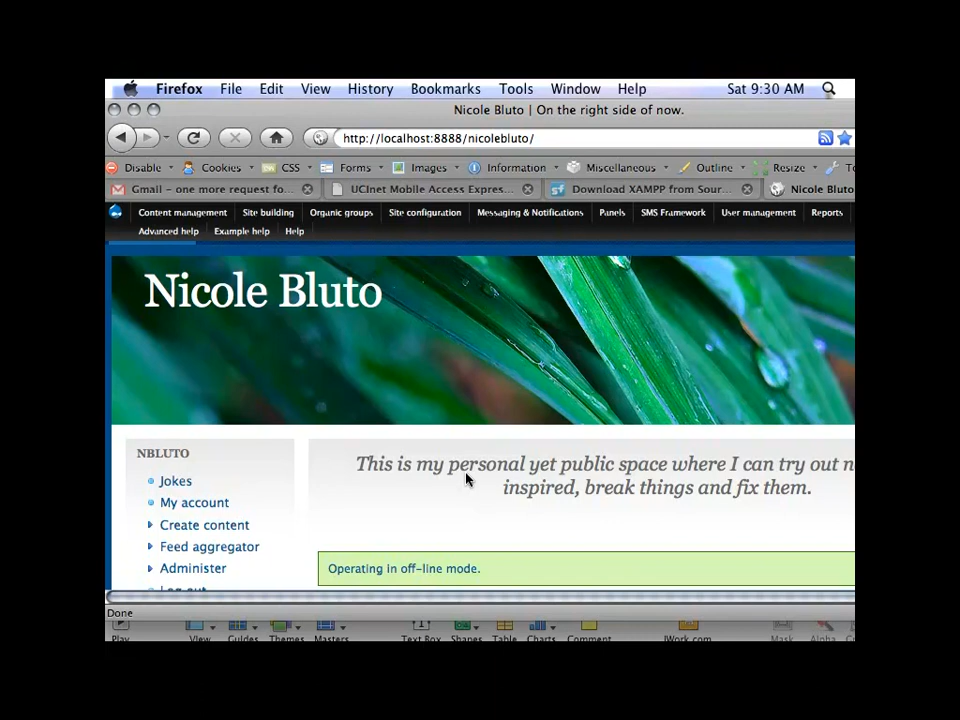 Firefox File Edit View History Bookmarks Tools Window Help Sat 9:30 AM
Nicole Bluto | On the right side of now.
http://localhost:8888/nicolebluto/
Disable Cookies CSS Forms Images Information Miscellaneous Outline Resize
Gmail - one more request fo... UCInet Mobile Access Expres... Download XAMPP from Sour... Nicole Bluto
Content management Site building Organic groups Site configuration Messaging & Notifications Panels SMS Framework User management Reports
Advanced help Example help Help
Nicole Bluto
NBLUTO
Jokes
My account
Create content
Feed aggregator
Administer
Log out
This is my personal yet public space where I can try out
inspired, break things and fix them.
Operating in off-line mode.
Done
Play View Guides Themes Masters Text Box Shapes Table Charts Comment iWork.com Mask Alpha